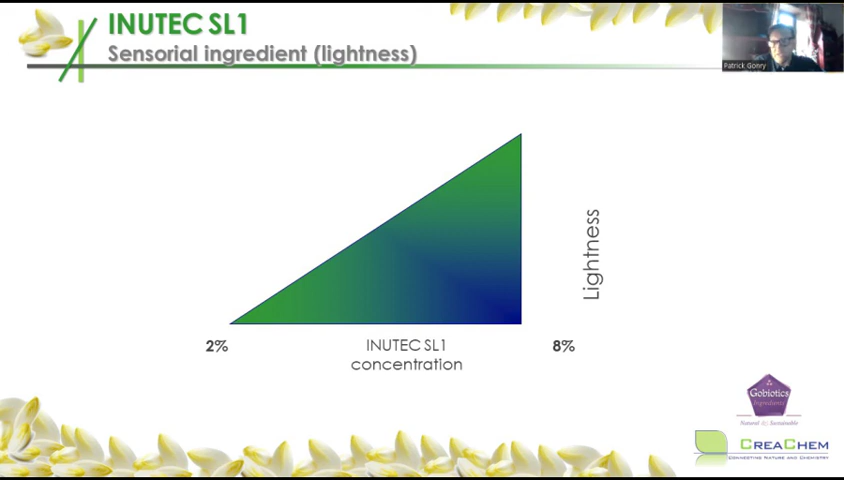 INUTEC SL1
Sensorial ingredient (lightness)
Patrick Gonry
Lightness
2%
INUTEC SL1
concentration
8%
Gobiotics
Ingredients
Natural & Sustainable
CREACHEM
CONNECTING NATURE AND CHEMISTRY